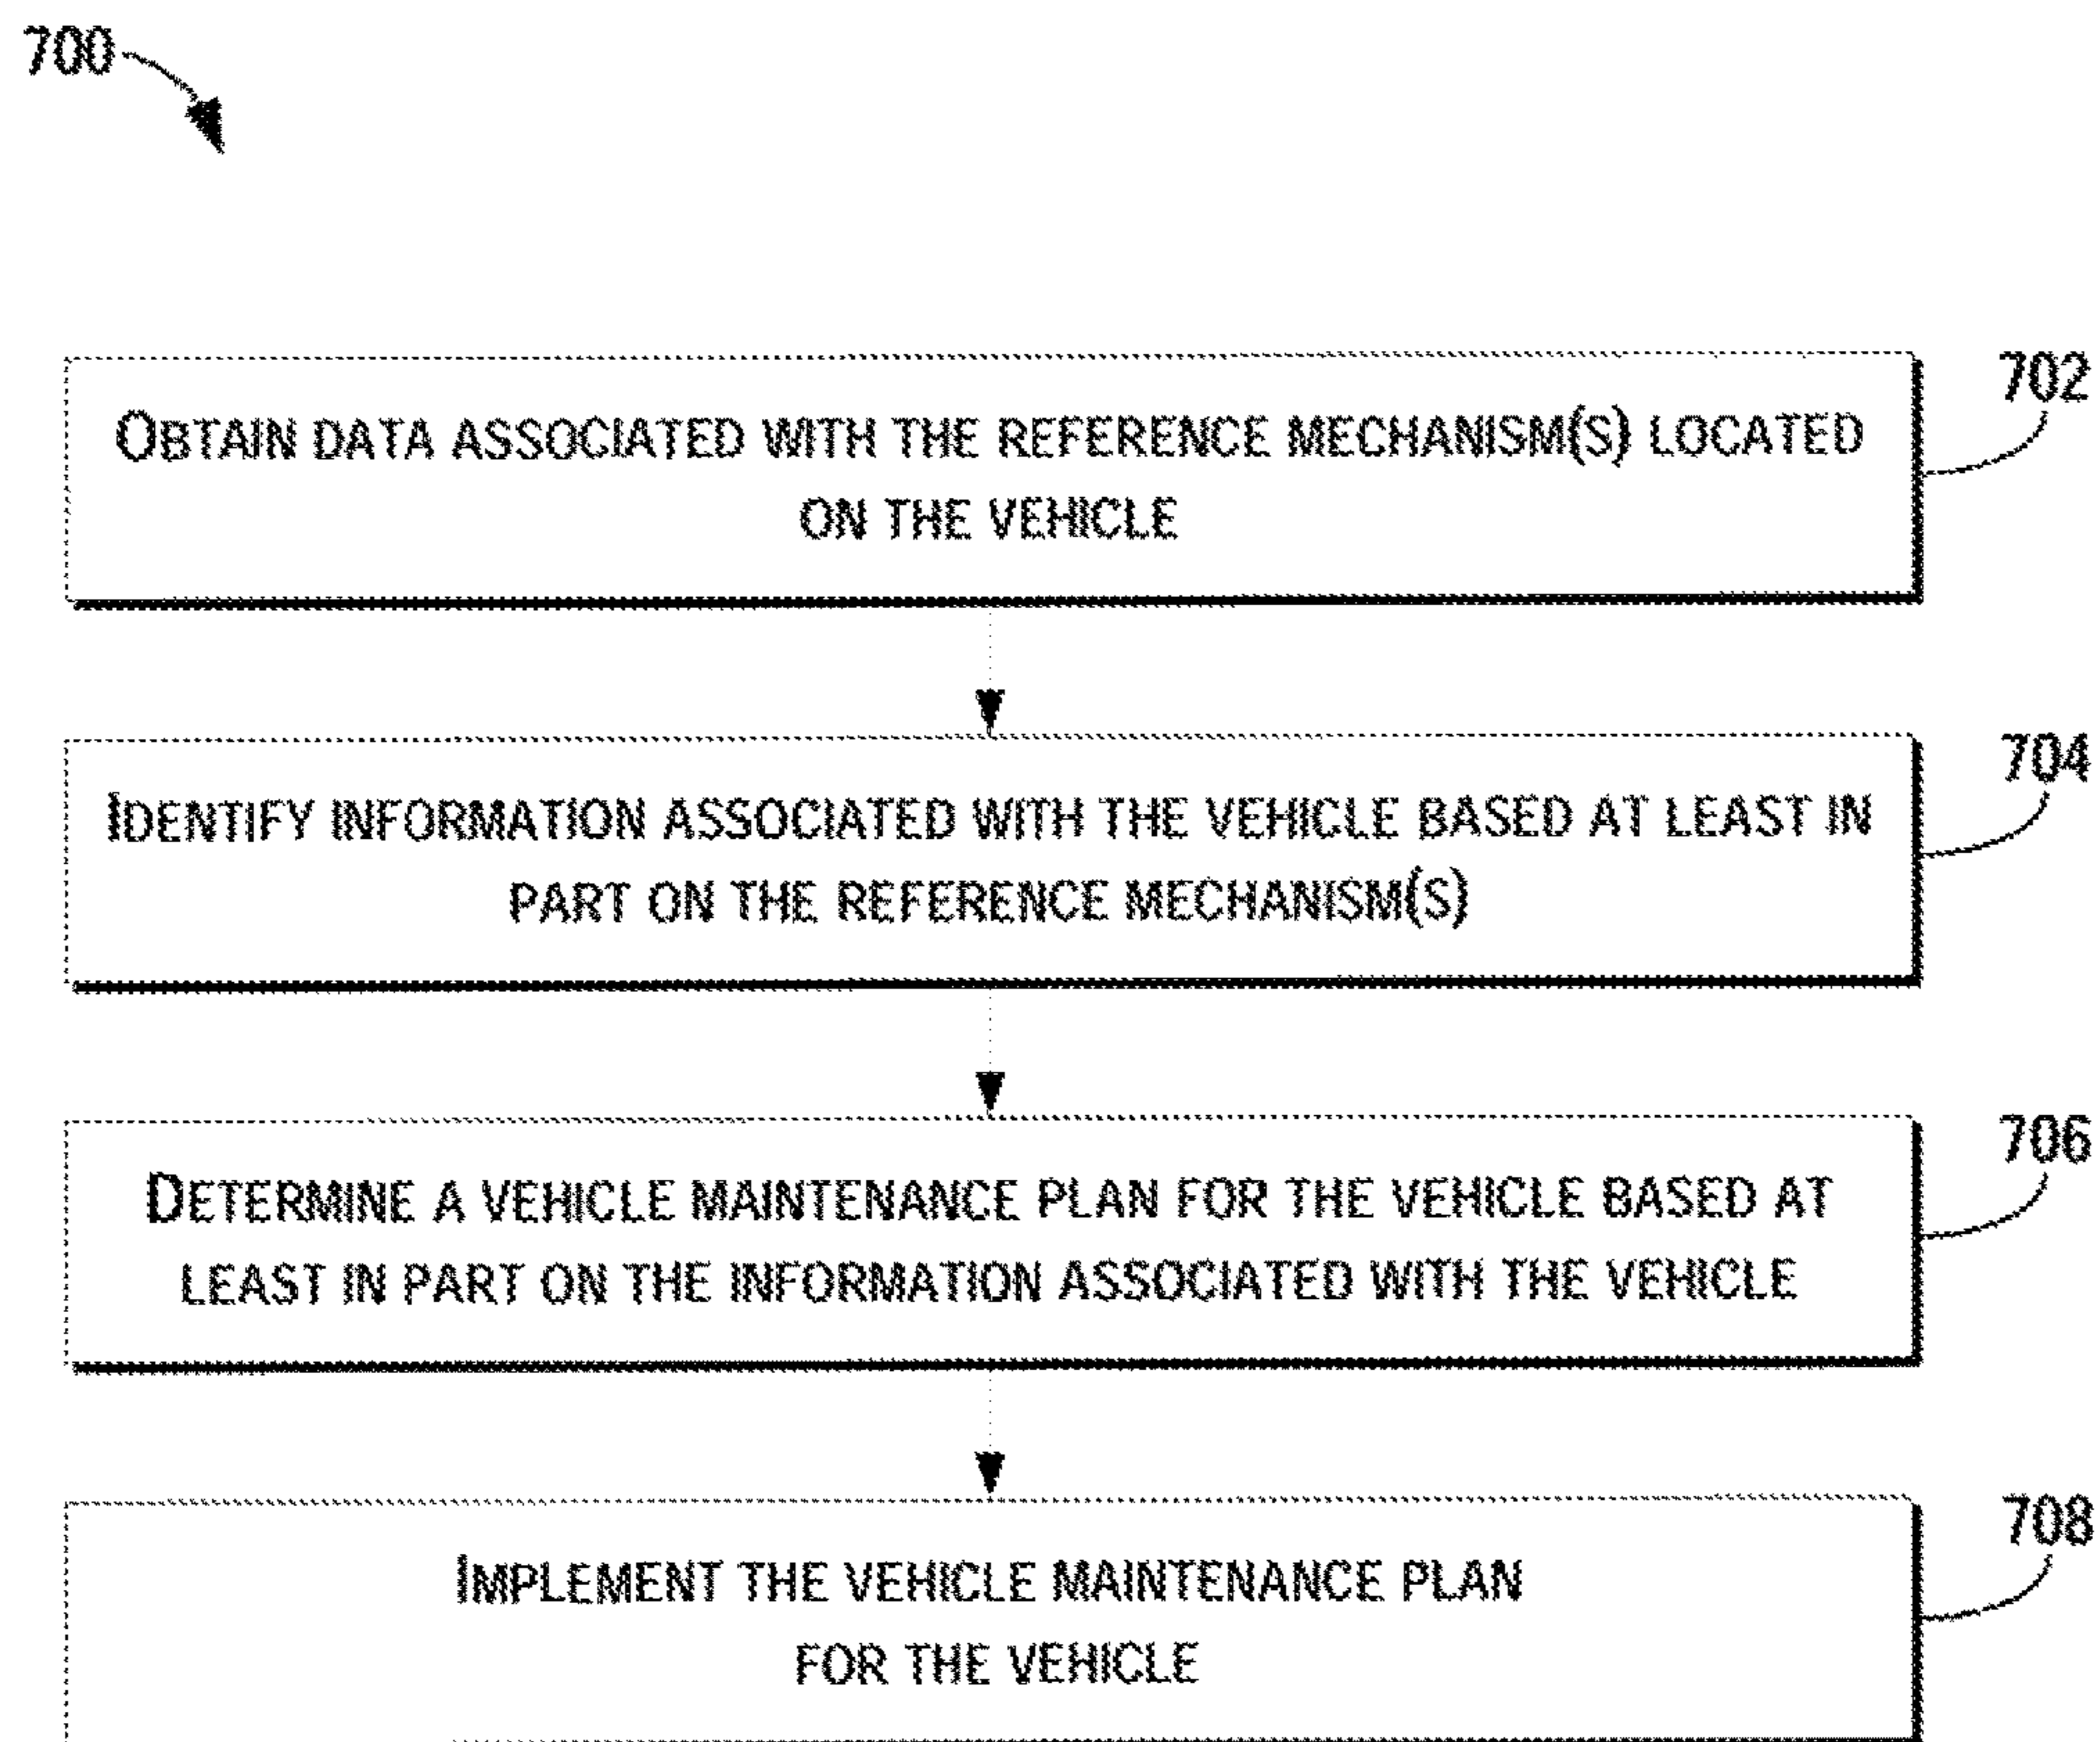 700
702
OBTAIN DATA ASSOCIATED WITH THE REFERENCE MECHANISM(S) LOCATED
ON THE VEHICLE
704
IDENTIFY INFORMATION ASSOCIATED WITH THE VEHICLE BASED AT LEAST IN
PART ON THE REFERENCE MECHANISM(S)
706
DETERMINE A VEHICLE MAINTENANCE PLAN FOR THE VEHICLE BASED AT
LEAST IN PART ON THE INFORMATION ASSOCIATED WITH THE VEHICLE
708
IMPLEMENT THE VEHICLE MAINTENANCE PLAN
FOR THE VEHICLE